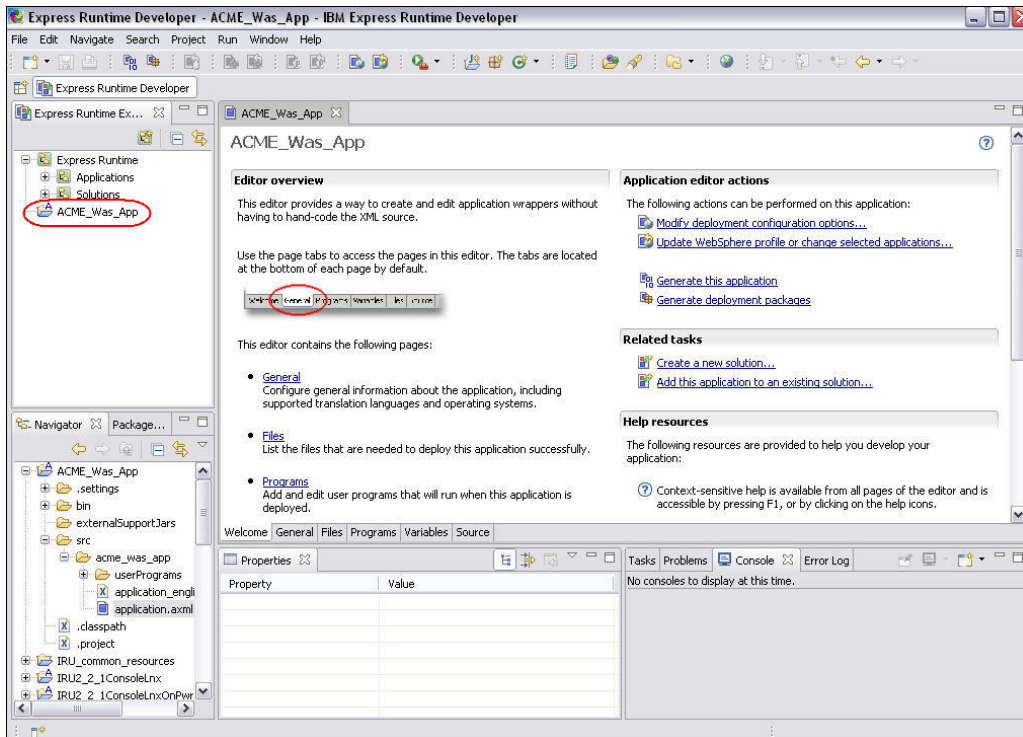 Express Runtime Developer - ACME_Was_App - IBM Express Runtime Developer
File Edit Navigate Search Project Run Window Help
Express Runtime Developer
Express Runtime Ex...
Express Runtime
Applications
Solutions
ACME_Was_App
Navigator Package...
ACME_Was_App
.settings
bin
externalSupportJars
src
acme_was_app
userPrograms
application_engli
application.axml
.classpath
.project
IRU_common_resources
IRU2_2_1ConsoleLnx
IRU2_2_1ConsoleLnxOnPwr
ACME_Was_App
ACME_Was_App
Editor overview
This editor provides a way to create and edit application wrappers without
having to hand-code the XML source.
Use the page tabs to access the pages in this editor. The tabs are located
at the bottom of each page by default.
Welcome General Programs Variables Files Source
This editor contains the following pages:
General
Configure general information about the application, including
supported translation languages and operating systems.
Files
List the files that are needed to deploy this application successfully.
Programs
Add and edit user programs that will run when this application is
deployed.
Application editor actions
The following actions can be performed on this application:
Modify deployment configuration options...
Update WebSphere profile or change selected applications...
Generate this application
Generate deployment packages
Related tasks
Create a new solution...
Add this application to an existing solution...
Help resources
The following resources are provided to help you develop your
application:
Context-sensitive help is available from all pages of the editor and is
accessible by pressing F1, or by clicking on the help icons.
Welcome General Files Programs Variables Source
Properties
Property Value
Tasks Problems Console Error Log
No consoles to display at this time.